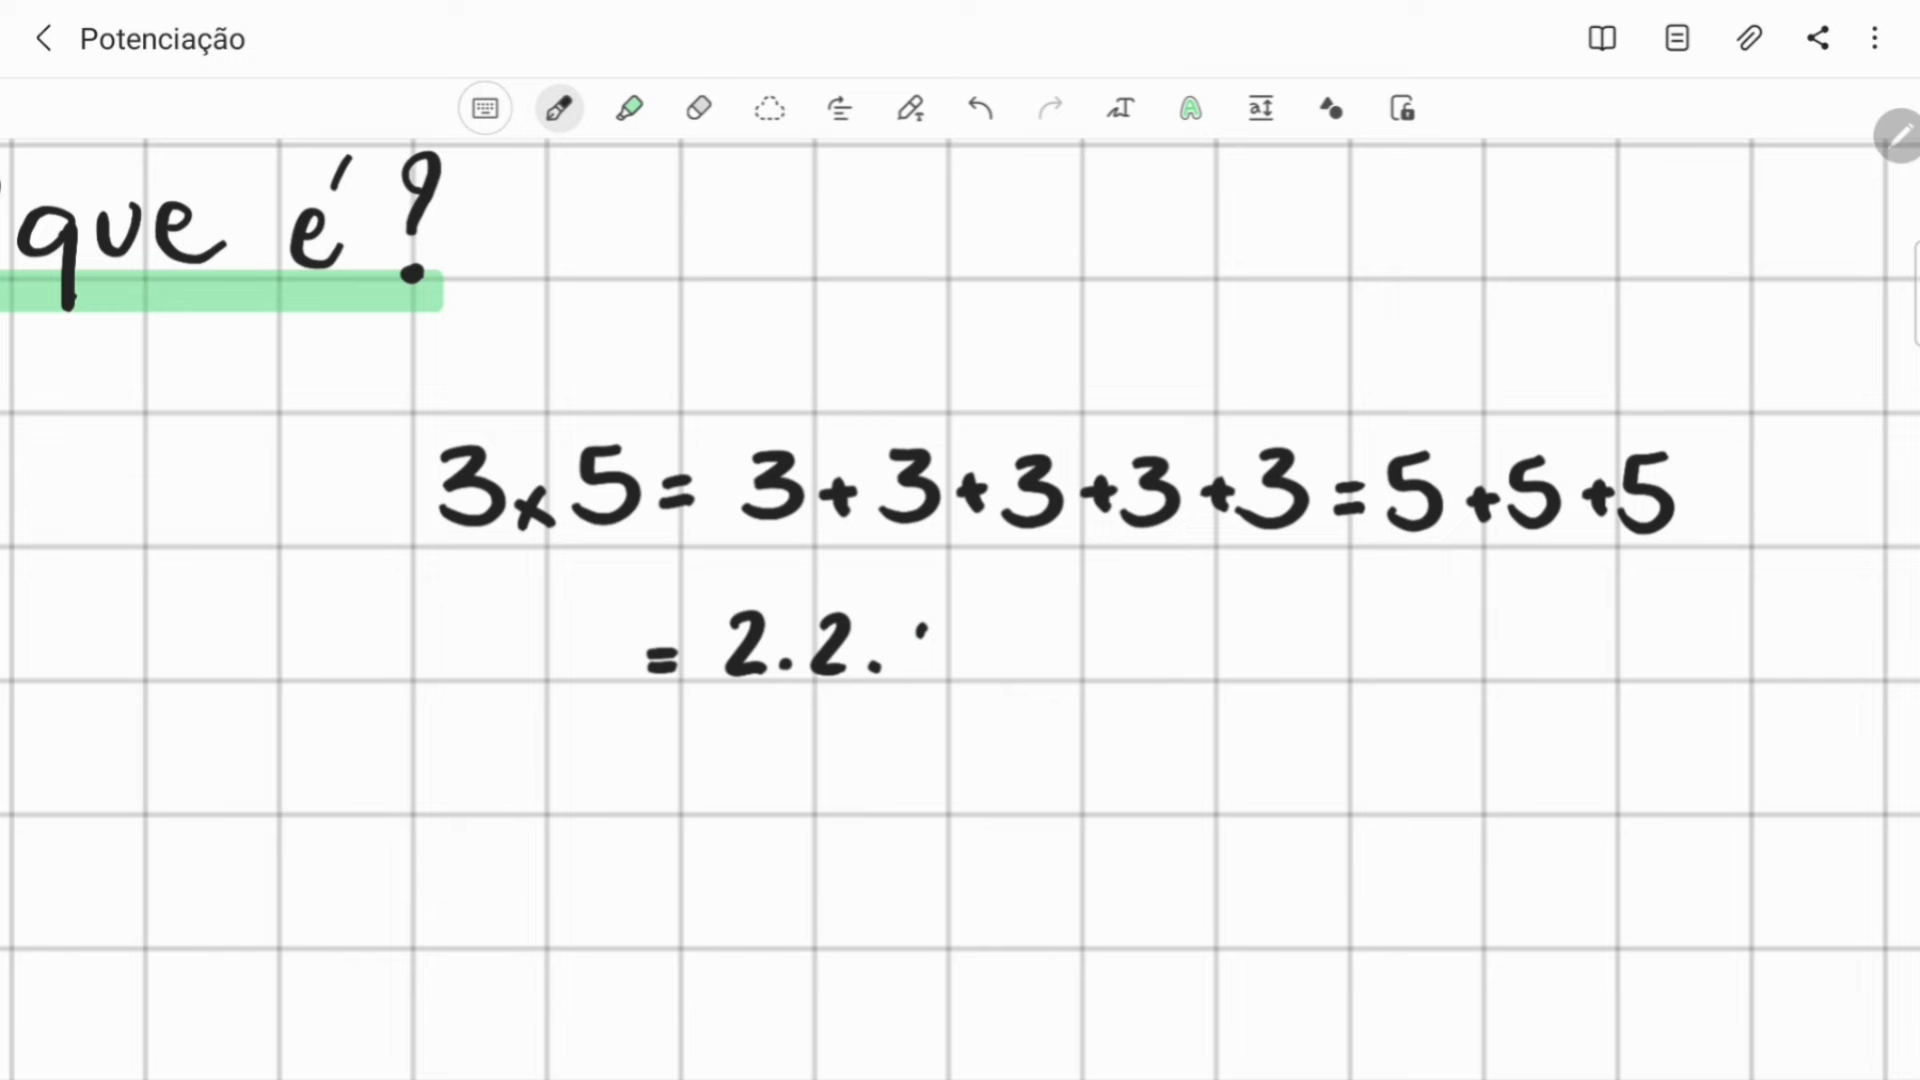 Potenciação
que é?
3x5= 3+3+3+3+3=5+5+5
= 2.2.